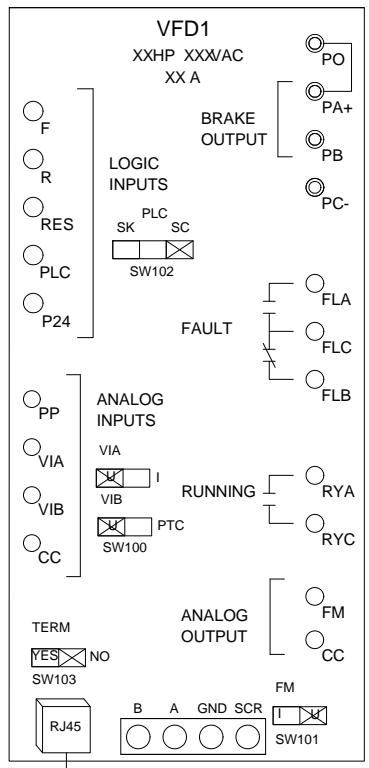 VFD1
XXHP XXXVAC
XX A
PO
PA+
BRAKE
OUTPUT
PB
PC-
F
R
RES
PLC
P24
LOGIC
INPUTS
PLC
SK SC
SW102
FAULT
FLA
FLC
FLB
PP
VIA
VIB
CC
ANALOG
INPUTS
VIA
U I
VIB
U PTC
SW100
RUNNING
RYA
RYC
ANALOG
OUTPUT
FM
CC
TERM
YES NO
SW103
RJ45
B A GND SCR
FM
I U
SW101